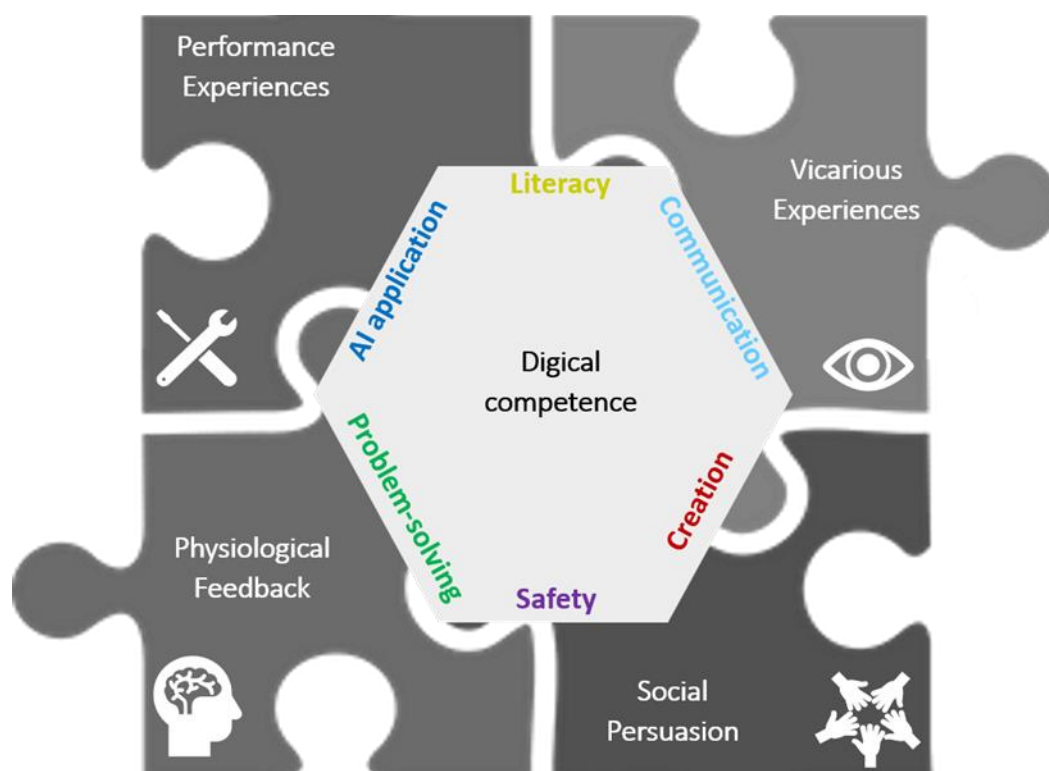 Performance
Experiences
Vicarious
Experiences
Literacy
Communication
AI application
Digical
competence
Problem-solving
Creation
Safety
Physiological
Feedback
Social
Persuasion